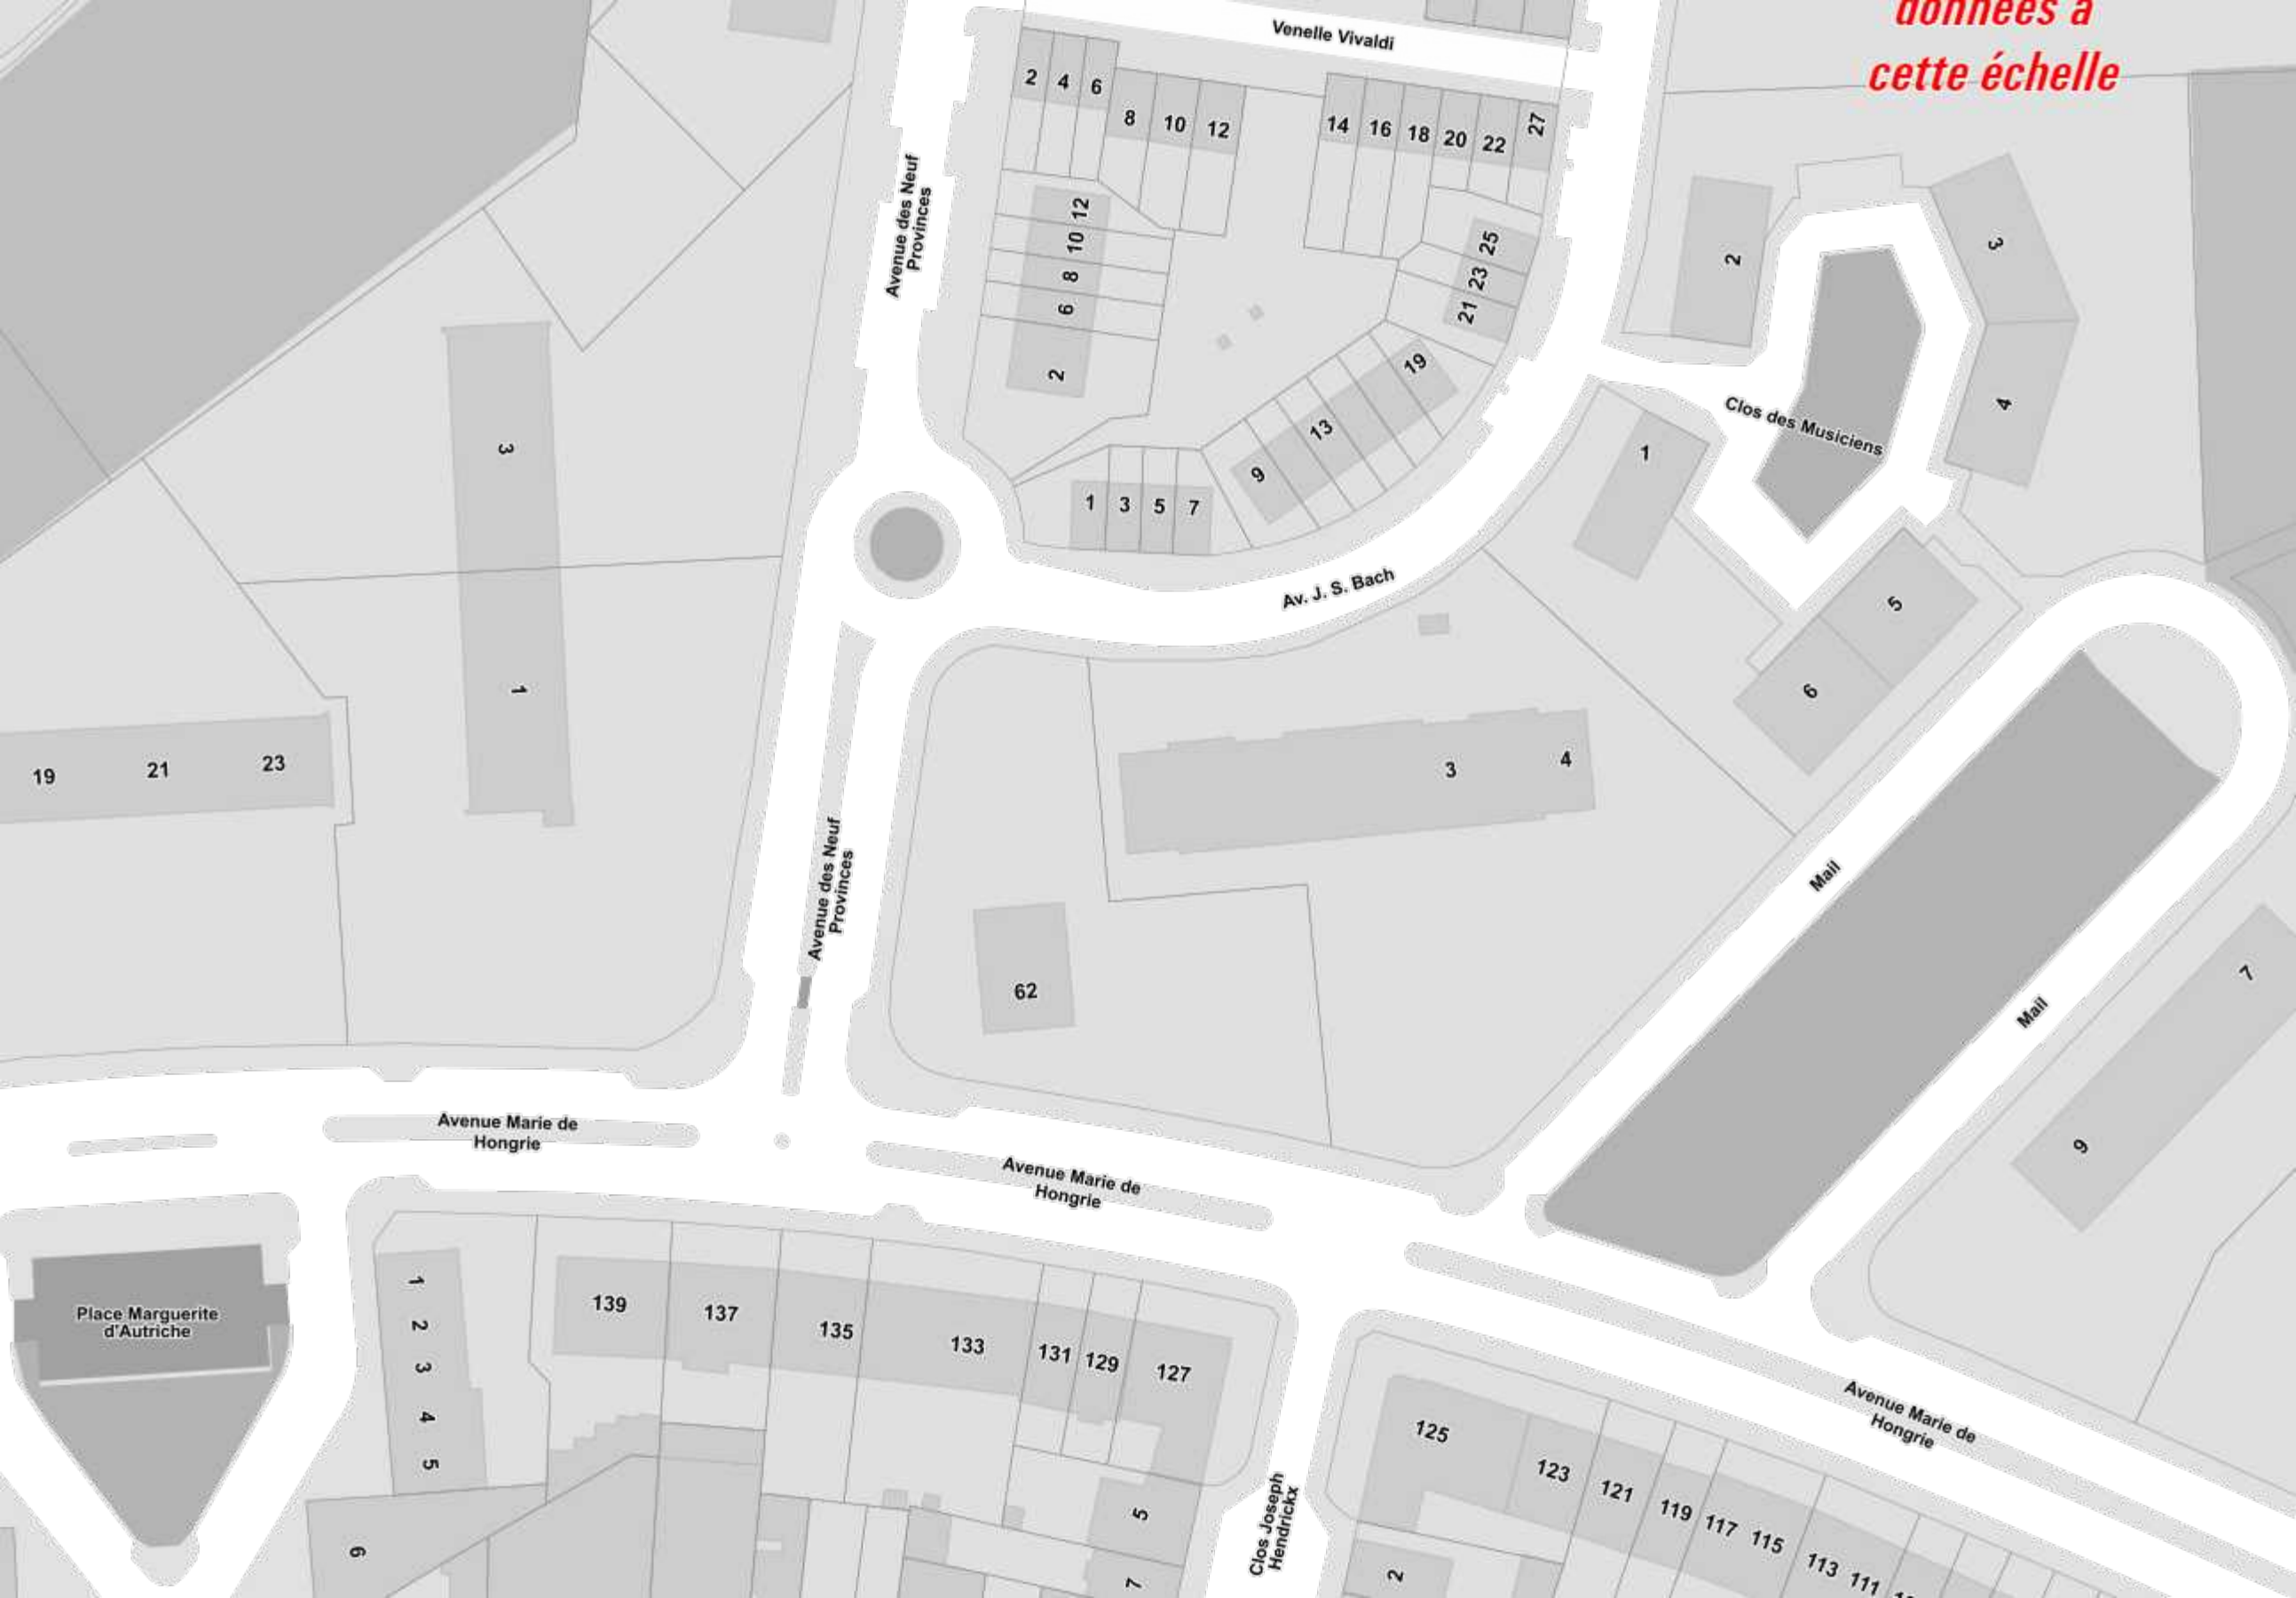 données à
cette échelle
Venelle Vivaldi
2 4 6
8 10 12
14 16 18 20 22 27
Avenue des Neuf
Provinces
12
10
8
6
2
25
23
21
19
13
9
1 3 5 7
2
3
4
Clos des Musiciens
1
5
6
3
1
Av. J. S. Bach
19 21 23
3 4
Avenue des Neuf
Provinces
62
Mail
Mail
7
9
Avenue Marie de
Hongrie
Avenue Marie de
Hongrie
Place Marguerite
d'Autriche
1
2
3
4
5
6
139 137 135 133 131 129 127
5
7
Clos Joseph
Hendrickx
125 123 121 119 117 115 113 111
2
Avenue Marie de
Hongrie